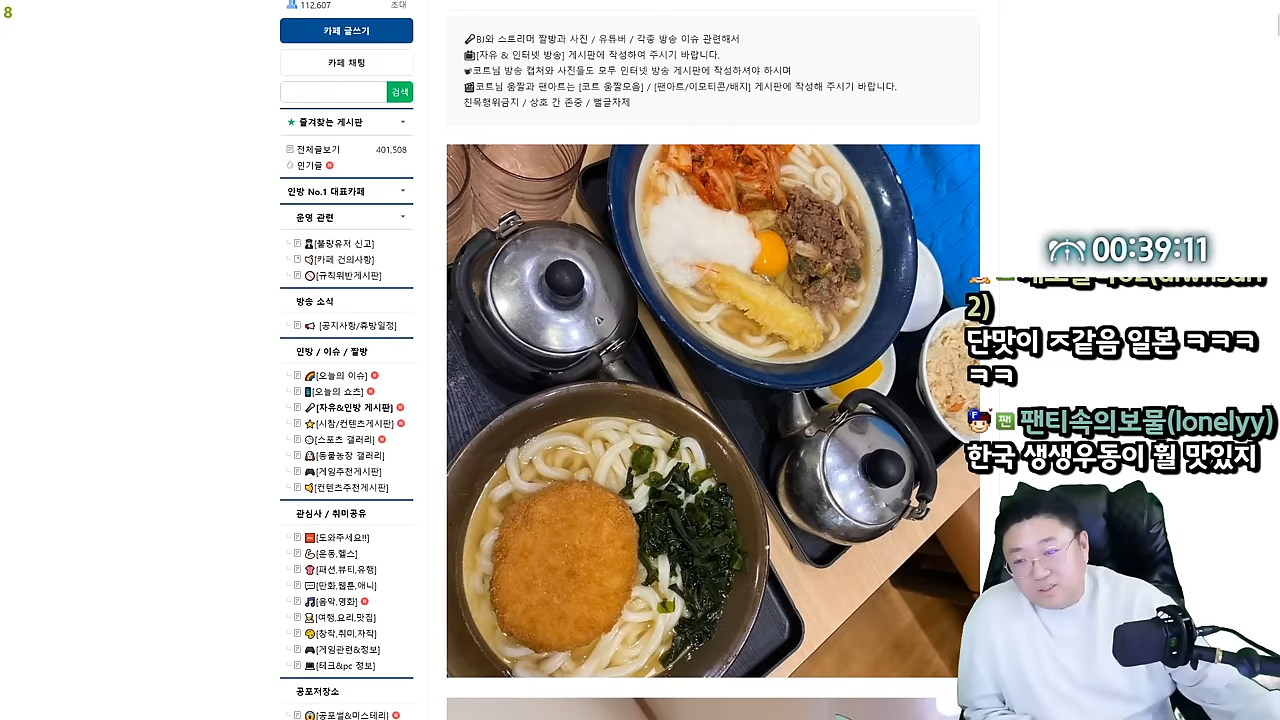 8
112,607
초대
카페 글쓰기
카페 채팅
검색
★ 즐겨찾는 게시판
전체글보기 401,508
인기글 N
인방 No.1 대표카페
운영 관련
[불량유저 신고]
[카페 건의사항]
[규칙위반게시판]
방송 소식
[공지사항/휴방일정]
인방 / 이슈 / 짤방
[오늘의 이슈] N
[오늘의 쇼츠] N
[자유&인방 게시판] N
[시참/컨텐츠게시판] N
[스포츠 갤러리] N
[동물농장 갤러리]
[게임추천게시판]
[컨텐츠추천게시판]
관심사 / 취미공유
[도와주세요!!]
[운동,헬스]
[패션,뷰티,유행]
[만화,웹툰,애니]
[음악,영화] N
[여행,요리,맛집]
[창작,취미,자작]
[게임관련&정보]
[테크&pc 정보]
공포저장소
[공포썰&미스테리] N
BJ와 스트리머 짤방과 사진 / 유튜버 / 각종 방송 이슈 관련해서
[자유 & 인터넷 방송] 게시판에 작성하여 주시기 바랍니다.
코트님 방송 캡처와 사진들도 모두 인터넷 방송 게시판에 작성하셔야 하시며
코트님 움짤과 팬아트는 [코트 움짤모음] / [팬아트/이모티콘/배지] 게시판에 작성해 주시기 바랍니다.
친목행위금지 / 상호 간 존중 / 뻘글자제
00:39:11
2)
단맛이 ㅈ같음 일본 ㅋㅋㅋ
ㅋㅋ
팬 팬티속의보물(lonelyy)
한국 생생우동이 훨 맛있지